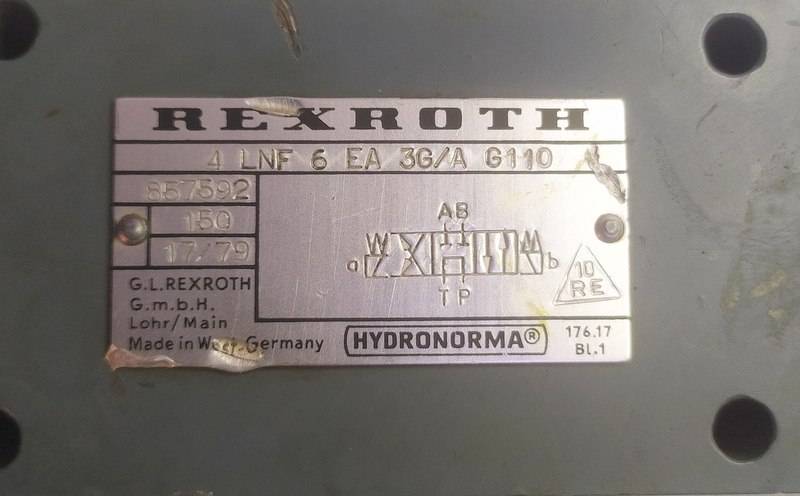 REXROTH
4 LNF 6 EA 3G/A G110
857592
150
17/79
AB
a b
T P
10
RE
G.L.REXROTH
G.m.b.H.
Lohr/Main
Made in West-Germany
HYDRONORMA®
176.17
Bl.1